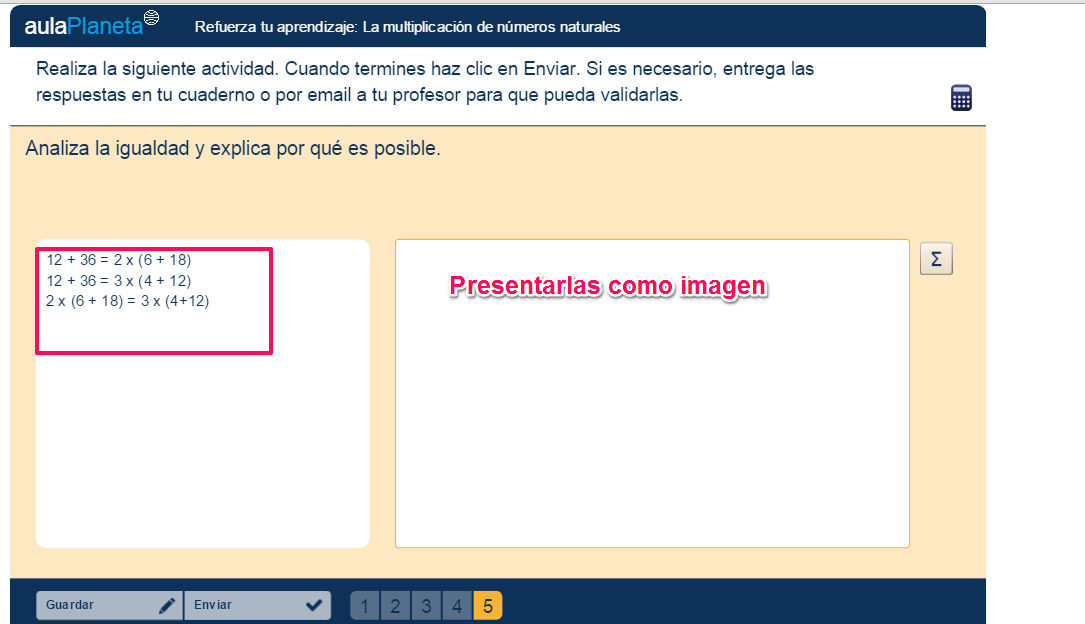 aulaPlaneta
Refuerza tu aprendizaje: La multiplicación de números naturales
Realiza la siguiente actividad. Cuando termines haz clic en Enviar. Si es necesario, entrega las
respuestas en tu cuaderno o por email a tu profesor para que pueda validarlas.
Analiza la igualdad y explica por qué es posible.
12 + 36 = 2 x (6 + 18)
12 + 36 = 3 x (4 + 12)
2 x (6 + 18) = 3 x (4+12)
Presentarlas como imagen
Σ
Guardar
Enviar
1 2 3 4 5